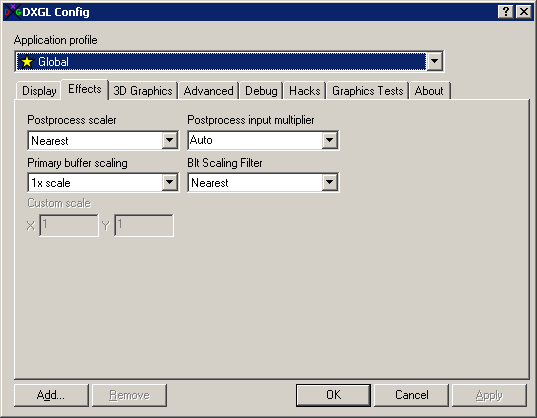 DXGL Config
Application profile
Global
Display Effects 3D Graphics Advanced Debug Hacks Graphics Tests About
Postprocess scaler Postprocess input multiplier
Nearest Auto
Primary buffer scaling Blt Scaling Filter
1x scale Nearest
Custom scale
X 1 Y 1
Add... Remove OK Cancel Apply